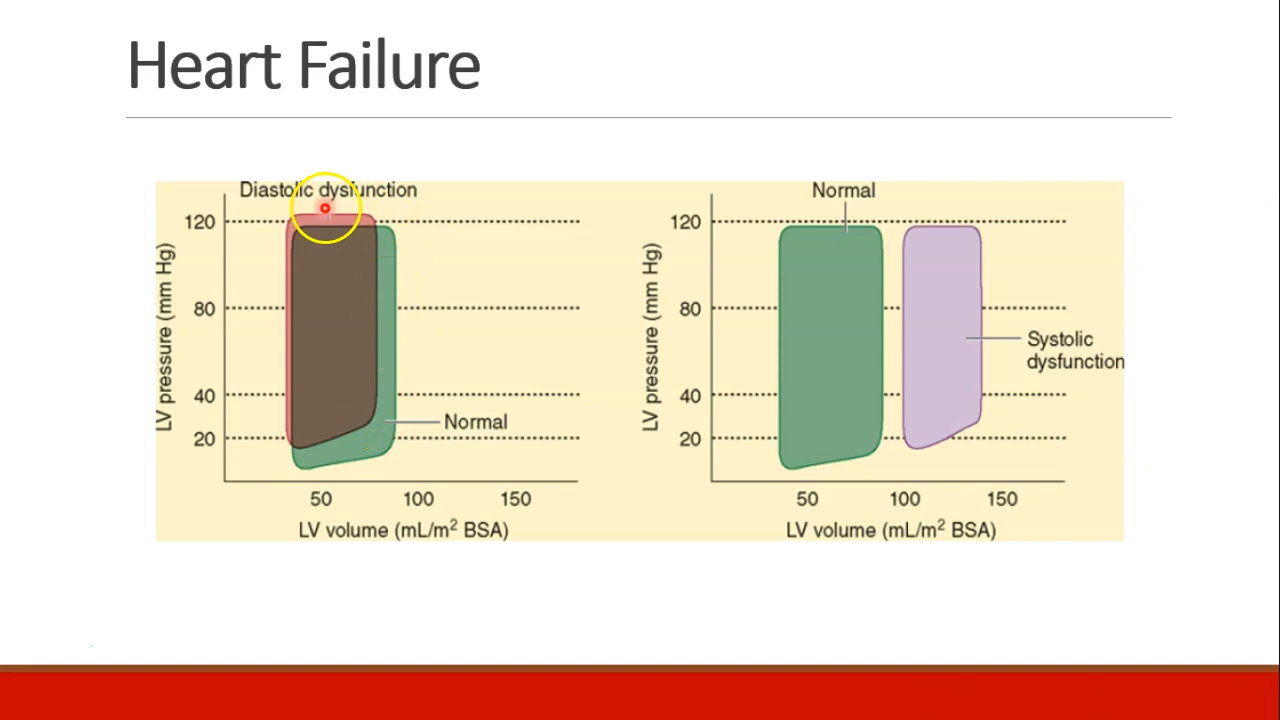 Heart Failure
Diastolic dysfunction
120
80
40
20
LV pressure (mm Hg)
Normal
50 100 150
LV volume (mL/m² BSA)
Normal
120
80
40
20
LV pressure (mm Hg)
Systolic
dysfunction
50 100 150
LV volume (mL/m² BSA)